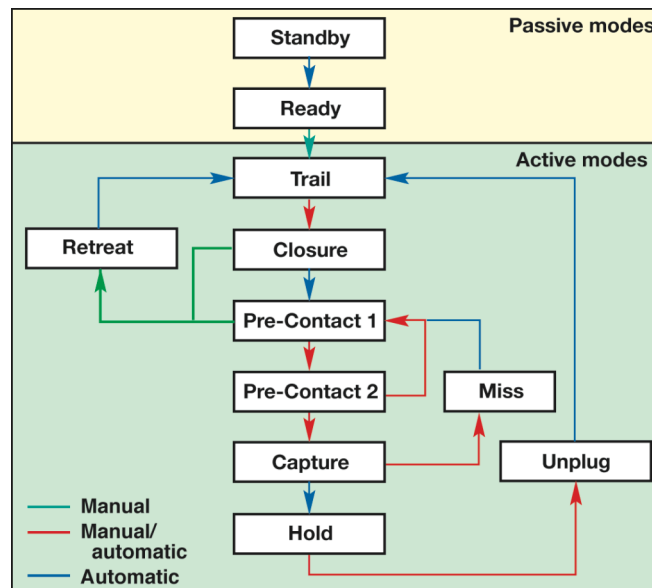 Standby
Passive modes
Ready
Active modes
Trail
Retreat
Closure
Pre-Contact 1
Pre-Contact 2
Miss
Capture
Unplug
Hold
Manual
Manual/
automatic
Automatic